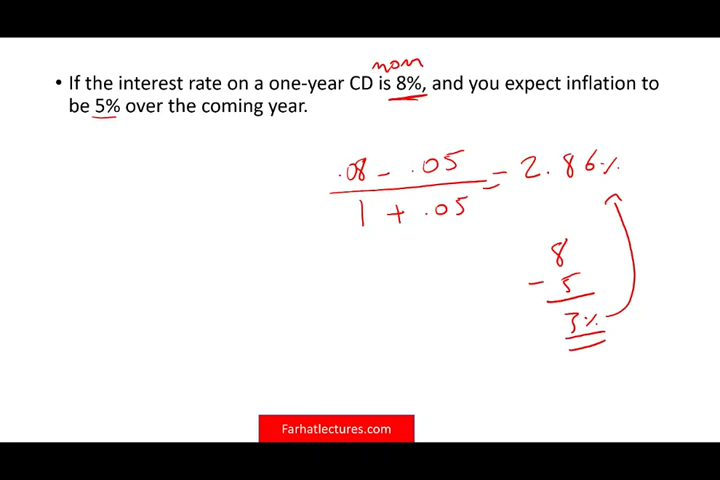 nom
• If the interest rate on a one-year CD is 8%, and you expect inflation to
be 5% over the coming year.
.08 - .05
1 + .05
= 2.86%
8
- 5
3%
Farhatlectures.com